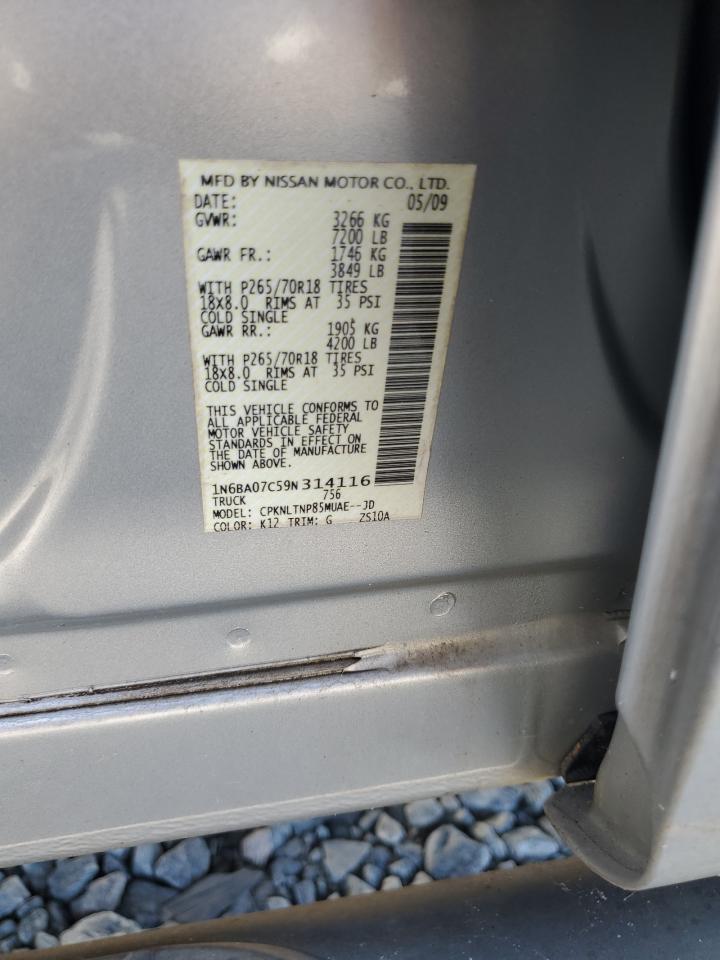 MFD BY NISSAN MOTOR CO., LTD.
DATE: 05/09
GVWR: 3266 KG
7200 LB
GAWR FR.: 1746 KG
3849 LB
WITH P265/70R18 TIRES
18X8.0 RIMS AT 35 PSI
COLD SINGLE
GAWR RR.: 1905 KG
4200 LB
WITH P265/70R18 TIRES
18X8.0 RIMS AT 35 PSI
COLD SINGLE
THIS VEHICLE CONFORMS TO
ALL APPLICABLE FEDERAL
MOTOR VEHICLE SAFETY
STANDARDS IN EFFECT ON
THE DATE OF MANUFACTURE
SHOWN ABOVE.
1N6BA07C59N314116
TRUCK 756
MODEL: CPKNLTNP85MUAE--JD
COLOR: K12 TRIM: G ZS10A